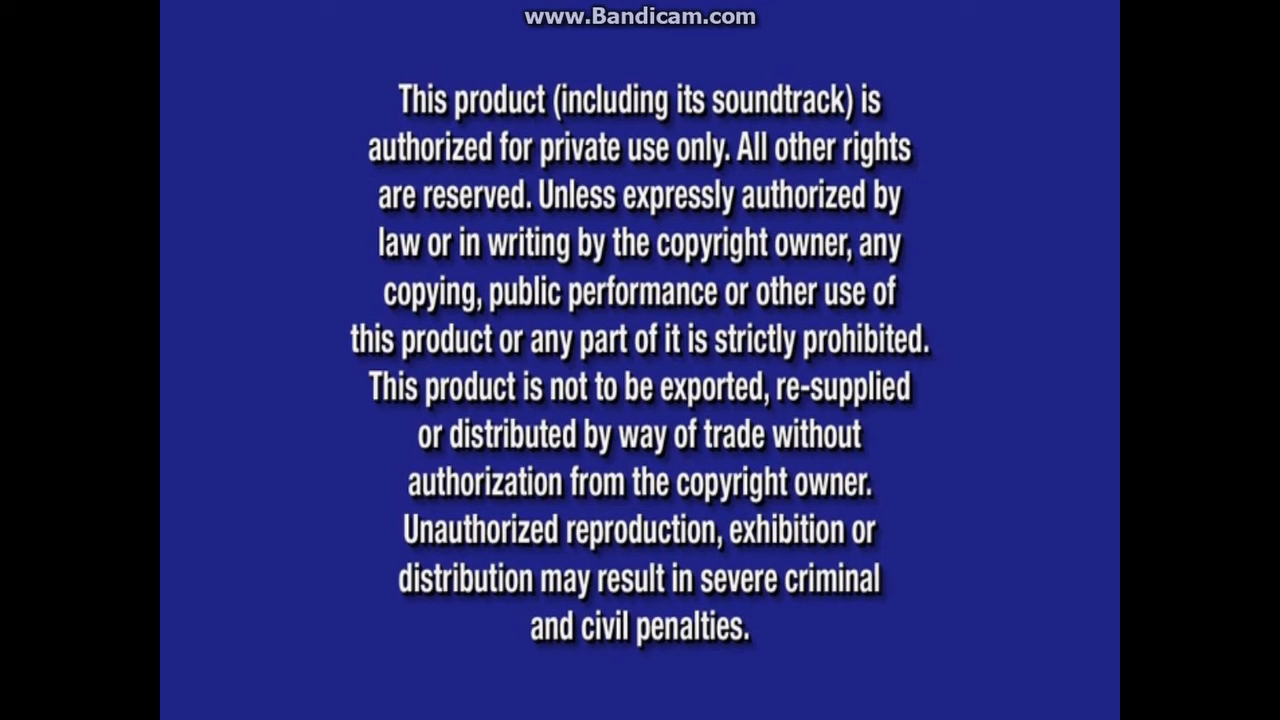 www.Bandicam.com
This product (including its soundtrack) is
authorized for private use only. All other rights
are reserved. Unless expressly authorized by
law or in writing by the copyright owner, any
copying, public performance or other use of
this product or any part of it is strictly prohibited.
This product is not to be exported, re-supplied
or distributed by way of trade without
authorization from the copyright owner.
Unauthorized reproduction, exhibition or
distribution may result in severe criminal
and civil penalties.